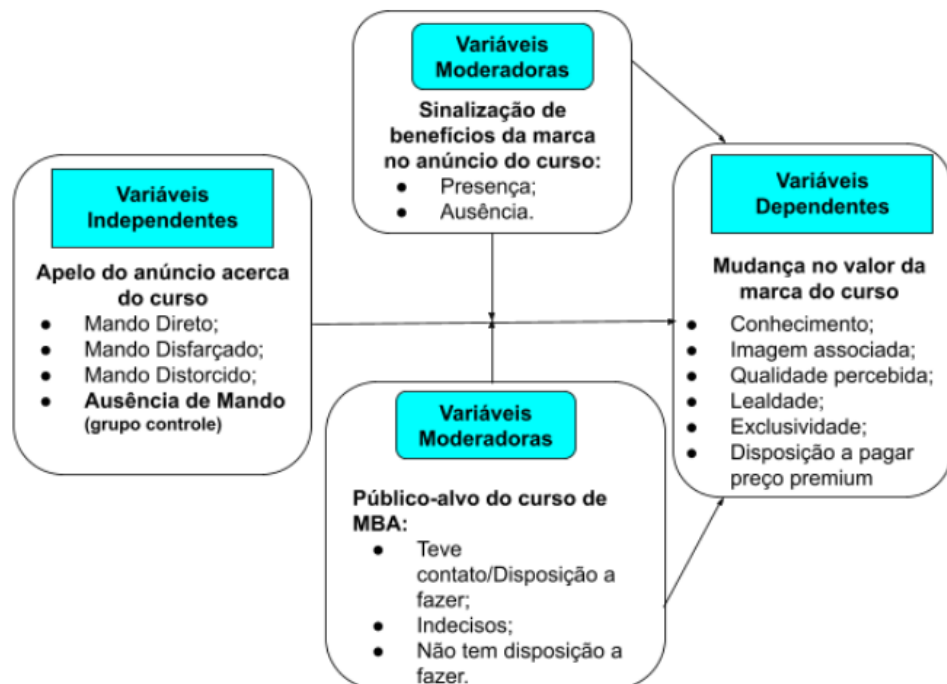 Variáveis
Moderadoras
Sinalização de
benefícios da marca
no anúncio do curso:
● Presença;
● Ausência.
Variáveis
Independentes
Apelo do anúncio acerca
do curso
● Mando Direto;
● Mando Disfarçado;
● Mando Distorcido;
● Ausência de Mando
(grupo controle)
Variáveis
Dependentes
Mudança no valor da
marca do curso
● Conhecimento;
● Imagem associada;
● Qualidade percebida;
● Lealdade;
● Exclusividade;
● Disposição a pagar
preço premium
Variáveis
Moderadoras
Público-alvo do curso de
MBA:
● Teve
contato/Disposição a
fazer;
● Indecisos;
● Não tem disposição a
fazer.